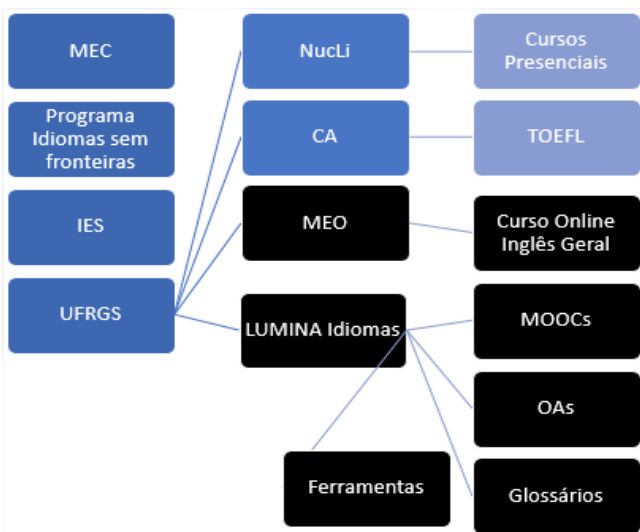 MEC
Programa
Idiomas sem
fronteiras
IES
UFRGS
NucLi
CA
MEO
LUMINA Idiomas
Ferramentas
Cursos
Presenciais
TOEFL
Curso Online
Inglês Geral
MOOCs
OAs
Glossários